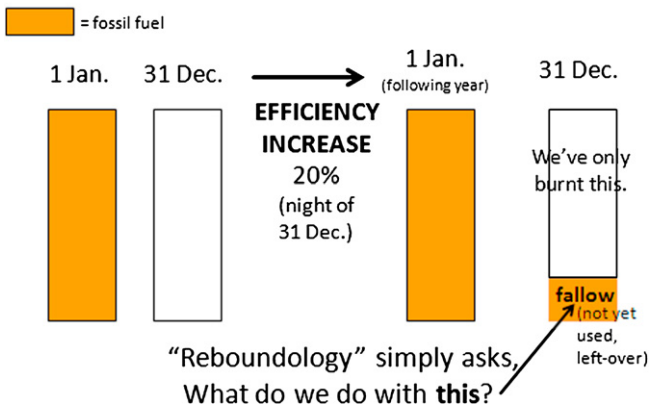 = fossil fuel
1 Jan.
31 Dec.
EFFICIENCY
INCREASE
20%
(night of
31 Dec.)
1 Jan.
(following year)
31 Dec.
We've only
burnt this.
fallow
(not yet
used,
left-over)
“Reboundology” simply asks,
What do we do with this?